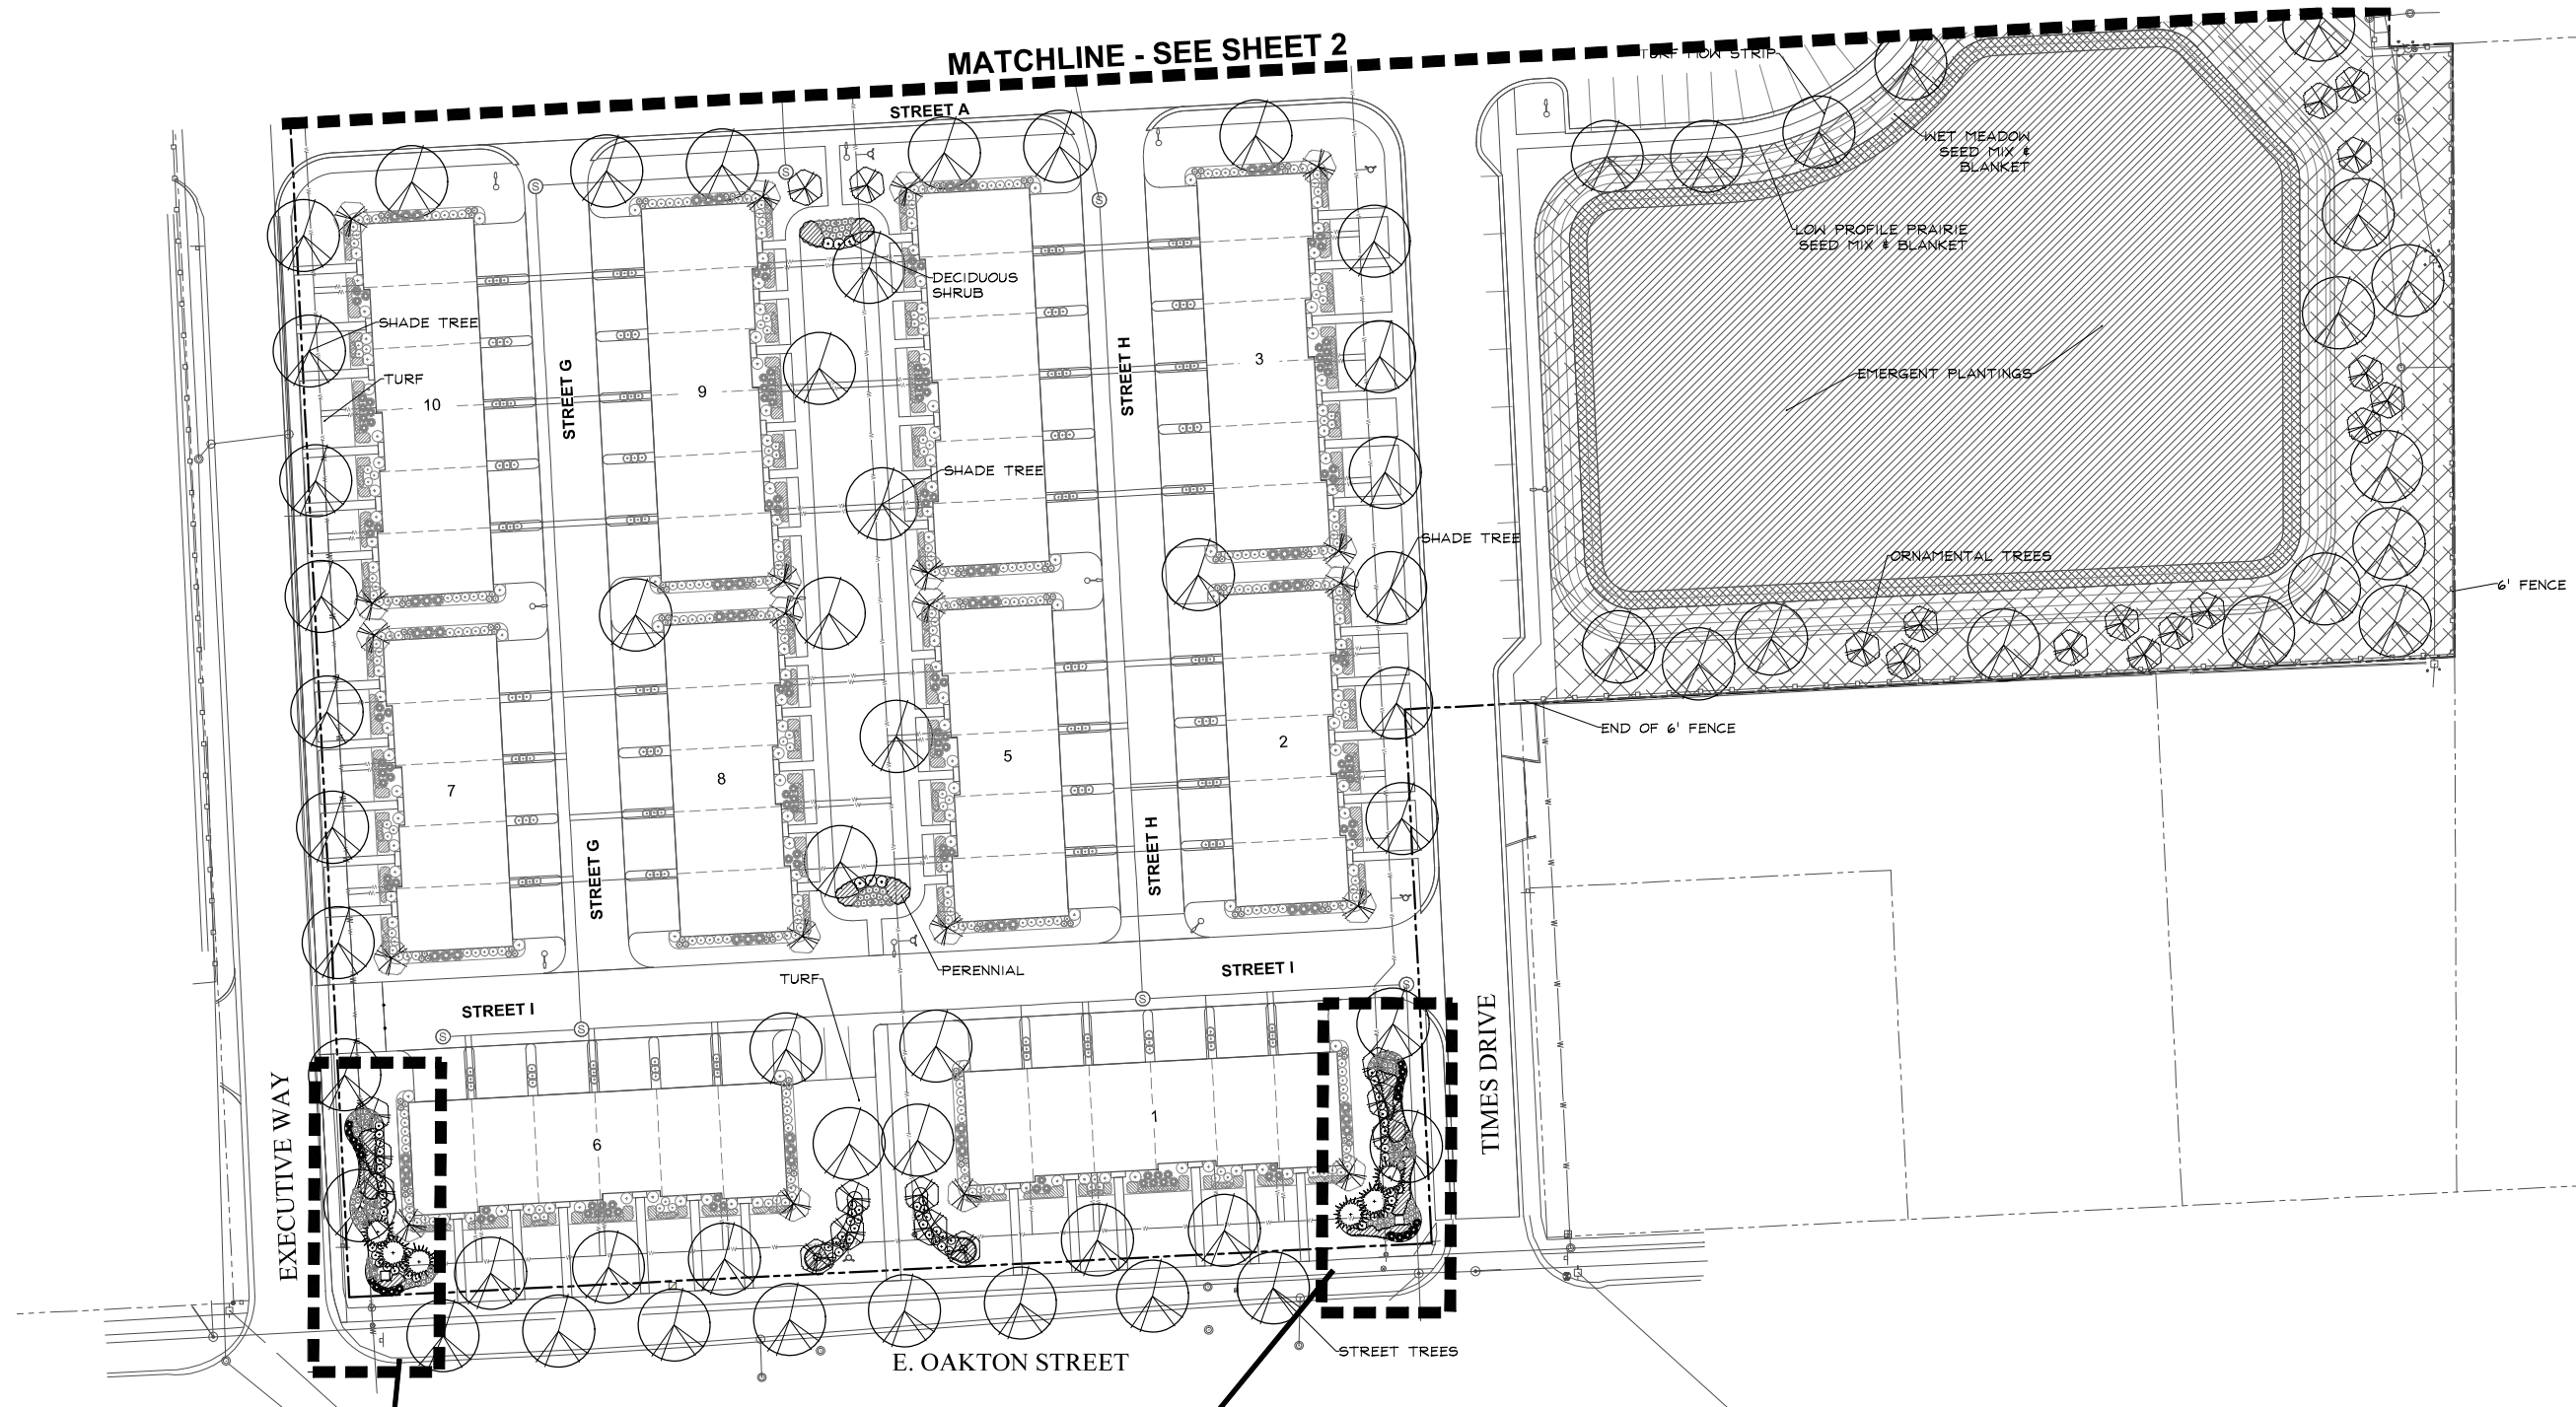 MATCHLINE - SEE SHEET 2
TURF MOW STRIP
STREET A
WET MEADOW
SEED MIX &
BLANKET
LOW PROFILE PRAIRIE
SEED MIX & BLANKET
DECIDUOUS
SHRUB
SHADE TREE
TURF
10
STREET G
9
STREET H
3
EMERGENT PLANTINGS
SHADE TREE
SHADE TREE
ORNAMENTAL TREES
6' FENCE
END OF 6' FENCE
7
8
5
2
STREET G
STREET H
PERENNIAL
TURF
STREET I
STREET I
EXECUTIVE WAY
TIMES DRIVE
6
1
E. OAKTON STREET
STREET TREES